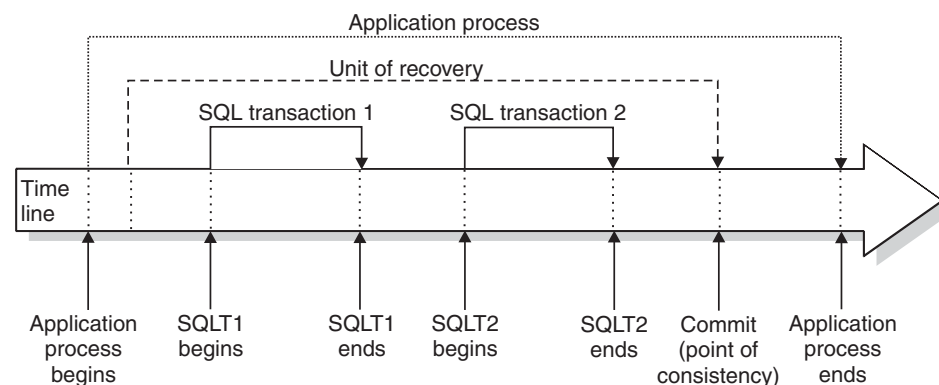 Application process
Unit of recovery
SQL transaction 1
SQL transaction 2
Time
line
Application
process
begins
SQLT1
begins
SQLT1
ends
SQLT2
begins
SQLT2
ends
Commit
(point of
consistency)
Application
process
ends